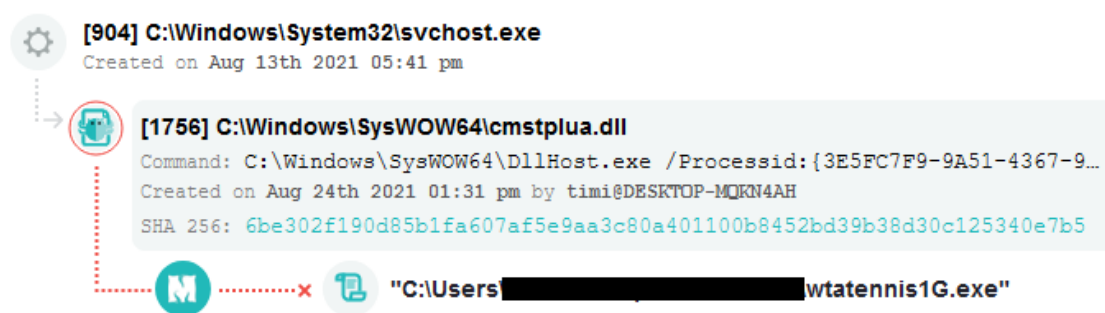 [904] C:\Windows\System32\svchost.exe
Created on Aug 13th 2021 05:41 pm
[1756] C:\Windows\SysWOW64\cmstplua.dll
Command: C:\Windows\SysWOW64\DllHost.exe /Processid:{3E5FC7F9-9A51-4367-9…
Created on Aug 24th 2021 01:31 pm by timi@DESKTOP-MQKN4AH
SHA 256: 6be302f190d85b1fa607af5e9aa3c80a401100b8452bd39b38d30c125340e7b5
"C:\Users\ wtatennis1G.exe"